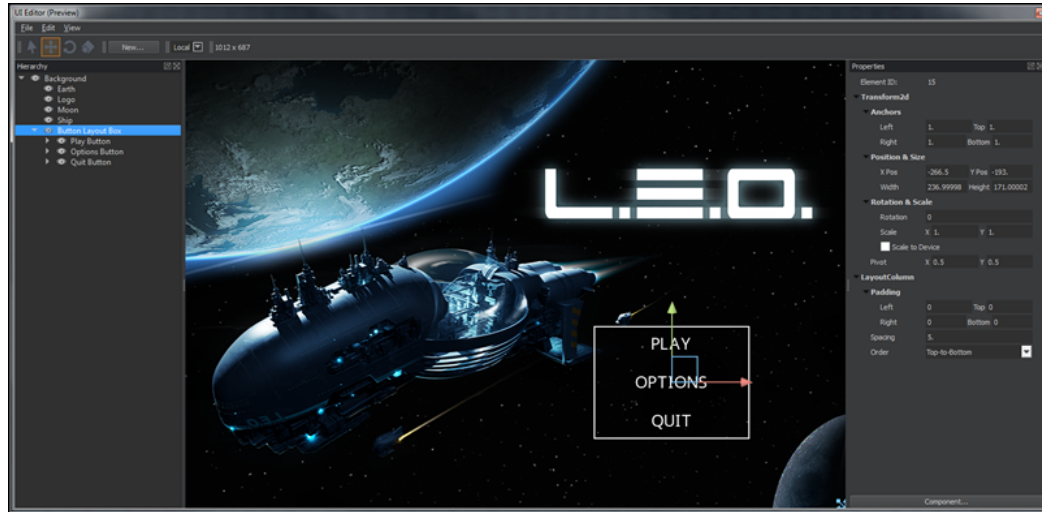 UI Editor (Preview)
File Edit View
New... Local 1012 x 687
Hierarchy
Background
Earth
Logo
Moon
Ship
Button Layout Box
Play Button
Options Button
Quit Button
L.E.O.
PLAY
OPTIONS
QUIT
Properties
Element ID: 15
Transform2d
Anchors
Left 1. Top 1.
Right 1. Bottom 1.
Position & Size
X Pos -266.5 Y Pos -193.
Width 236.99998 Height 171.00002
Rotation & Scale
Rotation 0
Scale X 1. Y 1.
Scale to Device
Pivot X 0.5 Y 0.5
LayoutColumn
Padding
Left 0 Top 0
Right 0 Bottom 0
Spacing 5.
Order Top-to-Bottom
Component...